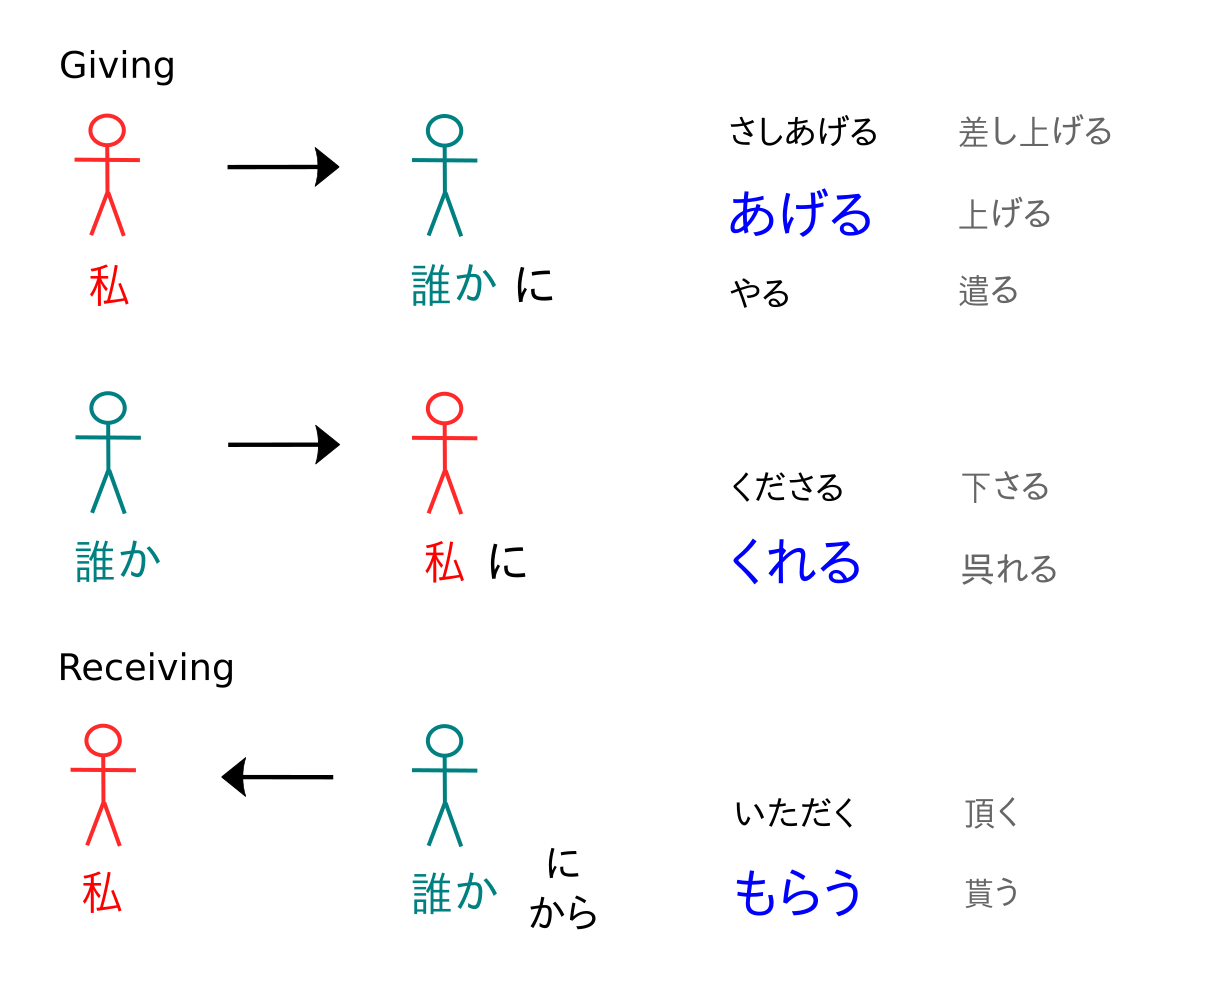 Giving
さしあげる 差し上げる
あげる 上げる
私 誰か に やる 遣る
くださる 下さる
誰か 私 に くれる 呉れる
Receiving
いただく 頂く
に
私 誰か もらう 貰う
から